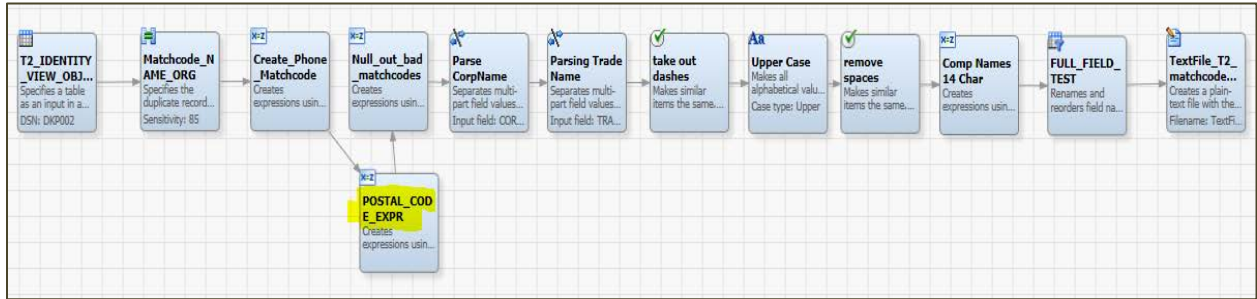 T2_IDENTITY
_VIEW_OBJ...
Specifies a table
as an input in a...
DSN: DKP002
Matchcode_N
AME_ORG
Specifies the
duplicate record...
Sensitivity: 85
x=z
Create_Phone
_Matchcode
Creates
expressions usin...
x=z
Null_out_bad
_matchcodes
Creates
expressions usin...
Parse
CorpName
Separates multi-
part field values...
Input field: COR...
Parsing Trade
Name
Separates multi-
part field values...
Input field: TRA...
take out
dashes
Makes similar
items the same....
Aa
Upper Case
Makes all
alphabetical valu...
Case type: Upper
remove
spaces
Makes similar
items the same....
x=z
Comp Names
14 Char
Creates
expressions usin...
FULL_FIELD_
TEST
Renames and
reorders field na...
TextFile_T2_
matchcode...
Creates a plain-
text file with the...
Filename: TextFi...
x=z
POSTAL_COD
E_EXPR
Creates
expressions usin...